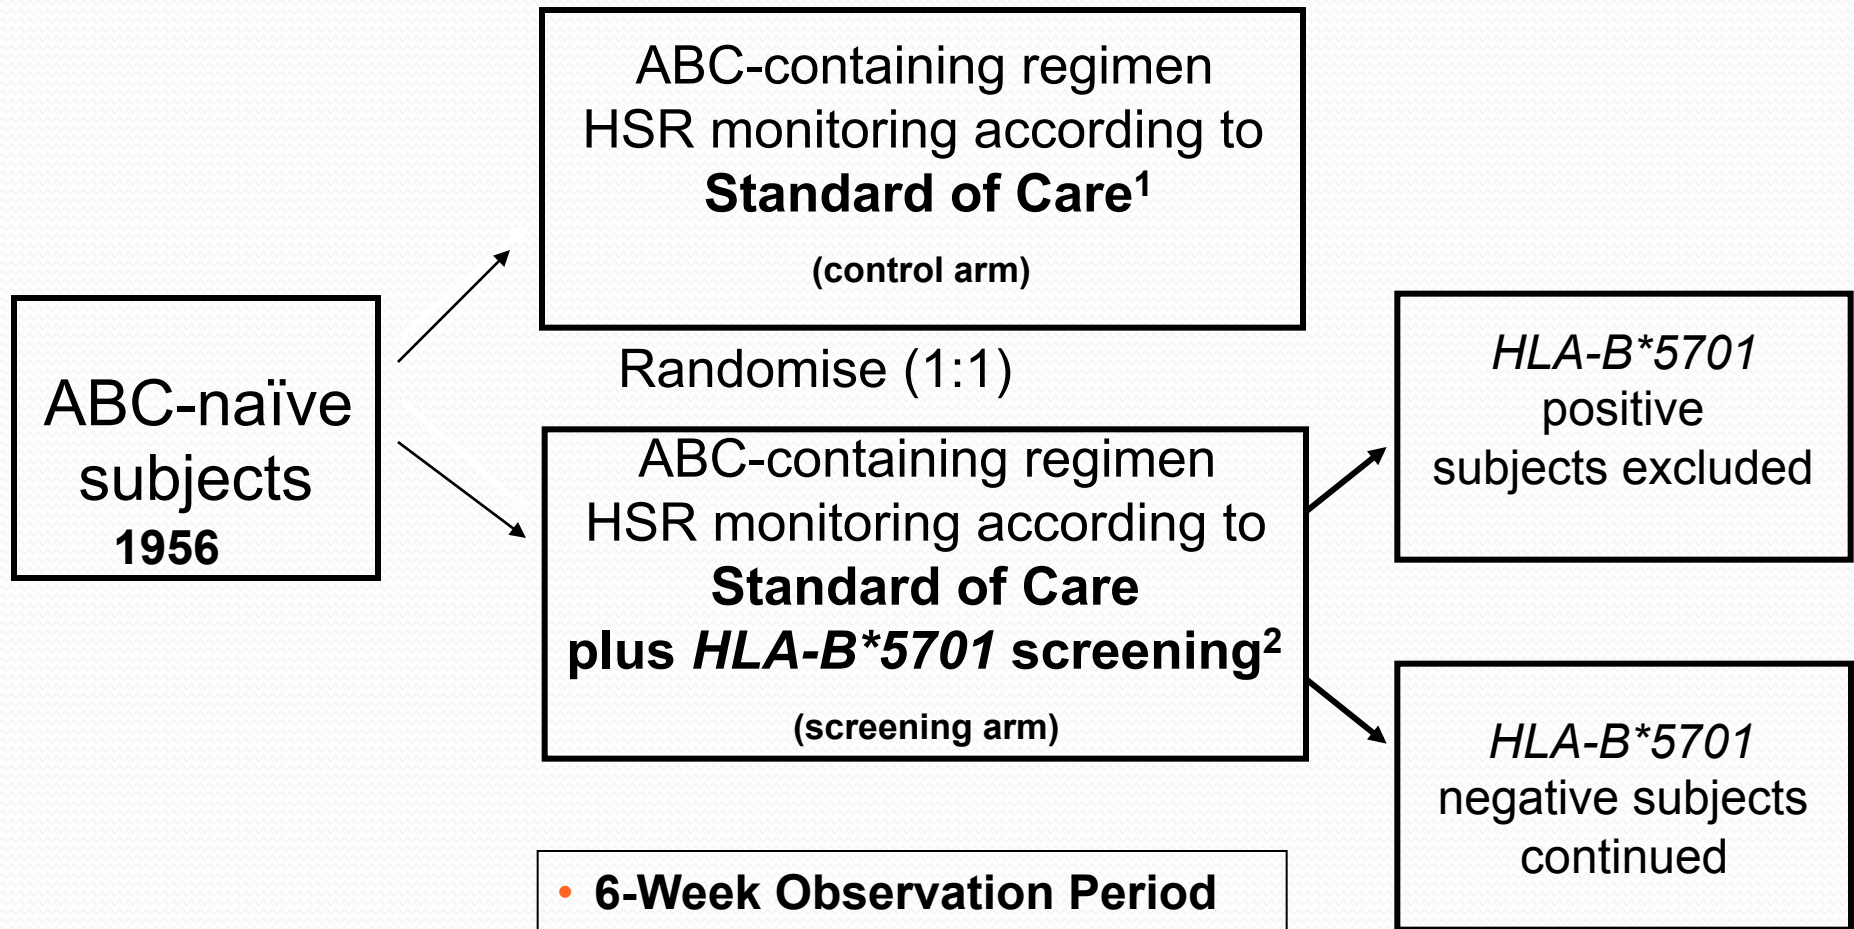 ABC-naïve
subjects
1956
ABC-containing regimen
HSR monitoring according to
Standard of Care¹
(control arm)
Randomise (1:1)
ABC-containing regimen
HSR monitoring according to
Standard of Care
plus HLA-B*5701 screening²
(screening arm)
HLA-B*5701
positive
subjects excluded
HLA-B*5701
negative subjects
continued
• 6-Week Observation Period